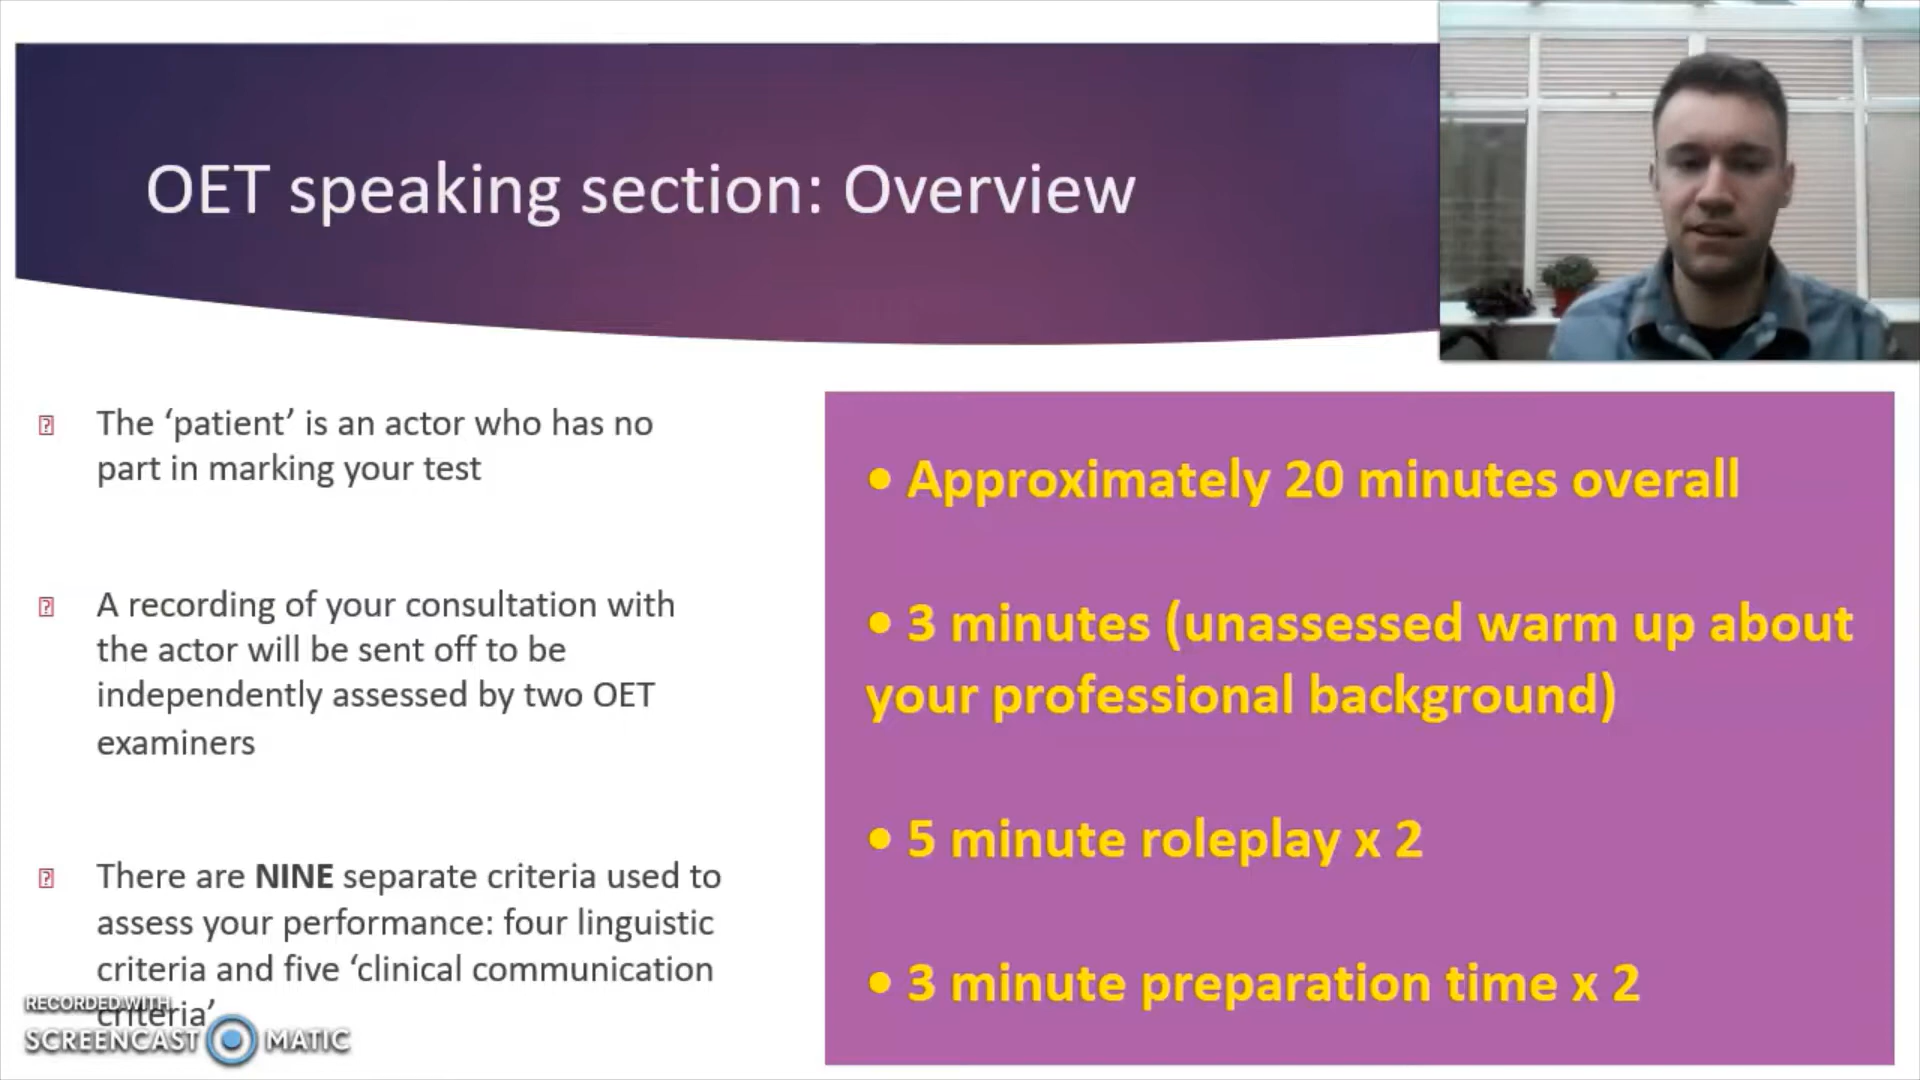 OET speaking section: Overview
The ‘patient’ is an actor who has no
part in marking your test
A recording of your consultation with
the actor will be sent off to be
independently assessed by two OET
examiners
There are NINE separate criteria used to
assess your performance: four linguistic
criteria and five ‘clinical communication
criteria’
• Approximately 20 minutes overall
• 3 minutes (unassessed warm up about
your professional background)
• 5 minute roleplay x 2
• 3 minute preparation time x 2
RECORDED WITH
SCREENCAST MATIC